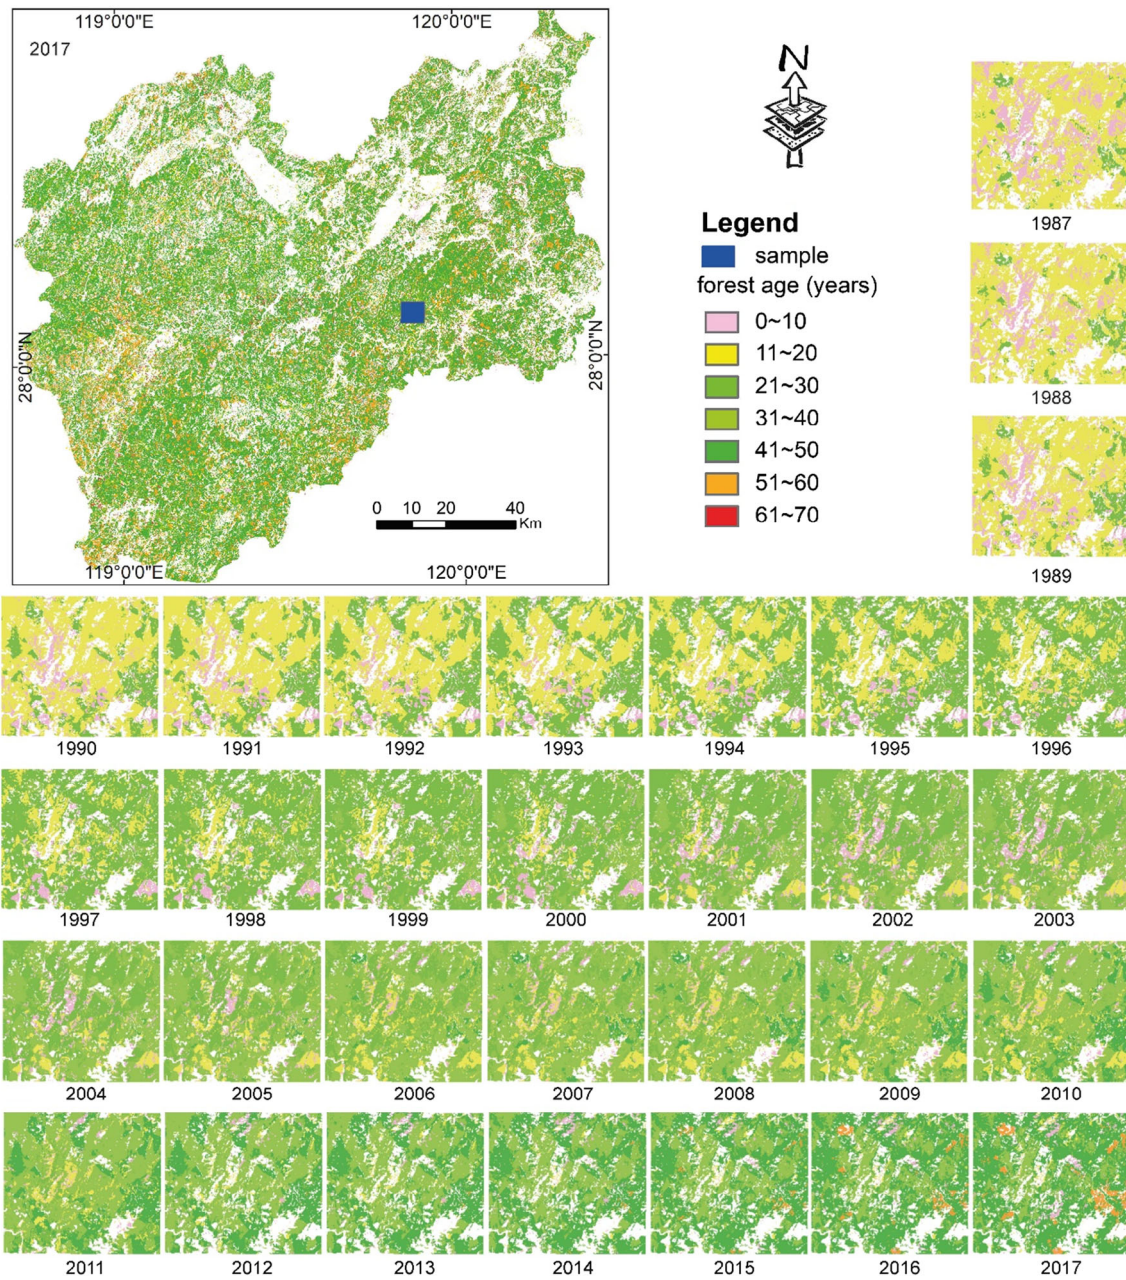 119°0'0"E 120°0'0"E
2017
N
28°0'0"N 28°0'0"N
0 10 20 40
Km
119°0'0"E 120°0'0"E
Legend
sample
forest age (years)
0~10
11~20
21~30
31~40
41~50
51~60
61~70
1987
1988
1989
1990 1991 1992 1993 1994 1995 1996
1997 1998 1999 2000 2001 2002 2003
2004 2005 2006 2007 2008 2009 2010
2011 2012 2013 2014 2015 2016 2017